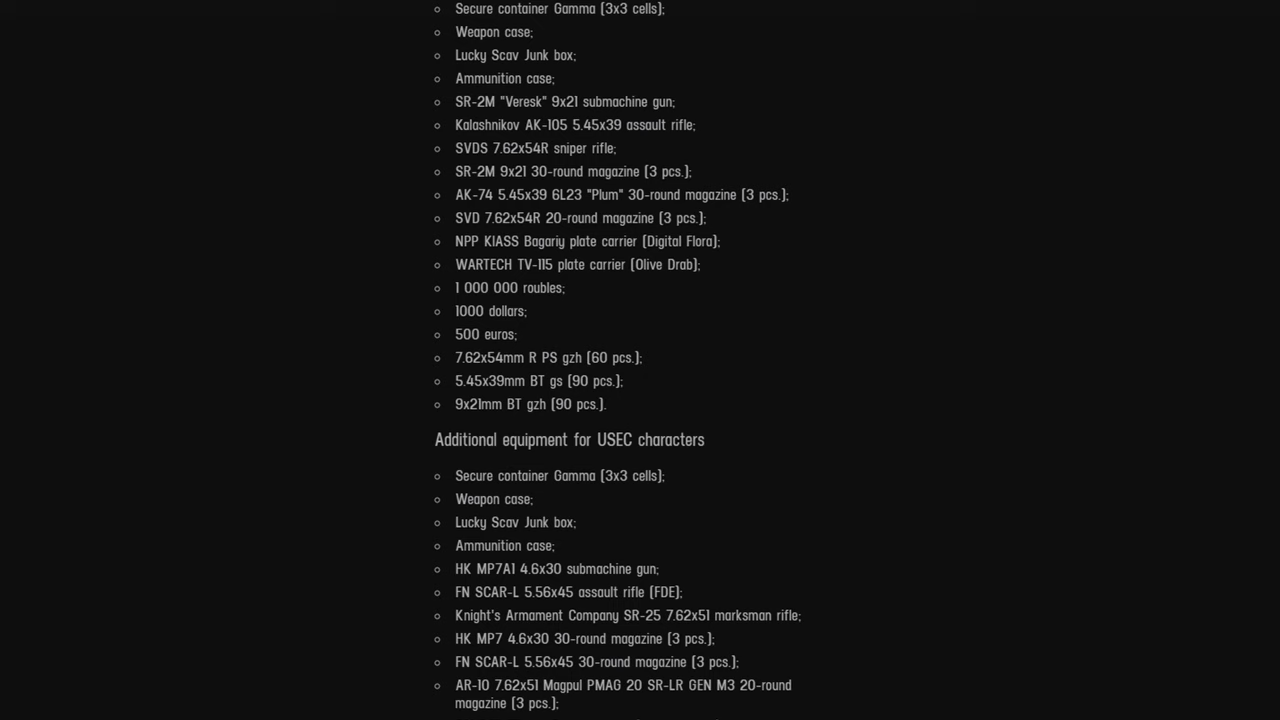 Secure container Gamma (3x3 cells);
Weapon case;
Lucky Scav Junk box;
Ammunition case;
SR-2M "Veresk" 9x21 submachine gun;
Kalashnikov AK-105 5.45x39 assault rifle;
SVDS 7.62x54R sniper rifle;
SR-2M 9x21 30-round magazine (3 pcs.);
AK-74 5.45x39 6L23 "Plum" 30-round magazine (3 pcs.);
SVD 7.62x54R 20-round magazine (3 pcs.);
NPP KlASS Bagariy plate carrier (Digital Flora);
WARTECH TV-115 plate carrier (Olive Drab);
1 000 000 roubles;
1000 dollars;
500 euros;
7.62x54mm R PS gzh (60 pcs.);
5.45x39mm BT gs (90 pcs.);
9x21mm BT gzh (90 pcs.).
Additional equipment for USEC characters
Secure container Gamma (3x3 cells);
Weapon case;
Lucky Scav Junk box;
Ammunition case;
HK MP7A1 4.6x30 submachine gun;
FN SCAR-L 5.56x45 assault rifle (FDE);
Knight's Armament Company SR-25 7.62x51 marksman rifle;
HK MP7 4.6x30 30-round magazine (3 pcs.);
FN SCAR-L 5.56x45 30-round magazine (3 pcs.);
AR-10 7.62x51 Magpul PMAG 20 SR-LR GEN M3 20-round
magazine (3 pcs.);